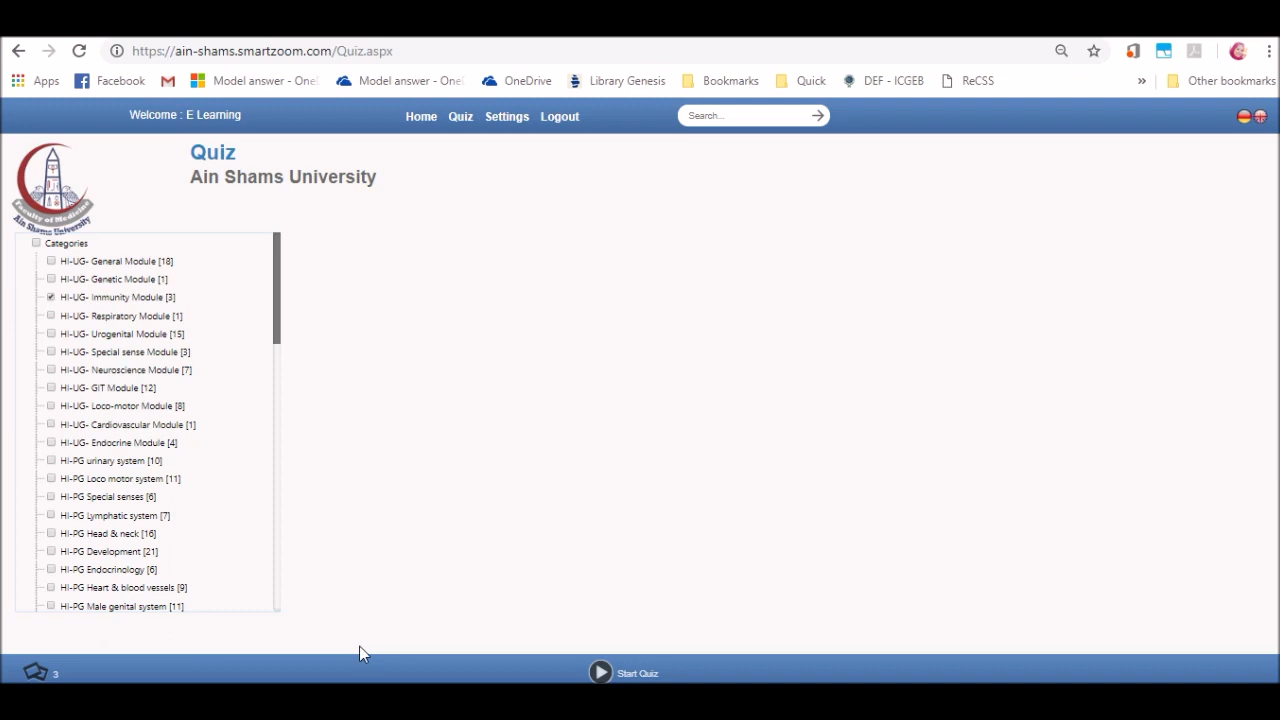 https://ain-shams.smartzoom.com/Quiz.aspx
Apps Facebook Model answer - One Model answer - One OneDrive Library Genesis Bookmarks Quick DEF - ICGEB ReCSS » Other bookmarks
Welcome : E Learning Home Quiz Settings Logout Search...
Quiz
Ain Shams University
Faculty of Medicine
Ain Shams University
Categories
HI-UG- General Module [18]
HI-UG- Genetic Module [1]
HI-UG- Immunity Module [3]
HI-UG- Respiratory Module [1]
HI-UG- Urogenital Module [15]
HI-UG- Special sense Module [3]
HI-UG- Neuroscience Module [7]
HI-UG- GIT Module [12]
HI-UG- Loco-motor Module [8]
HI-UG- Cardiovascular Module [1]
HI-UG- Endocrine Module [4]
HI-PG urinary system [10]
HI-PG Loco motor system [11]
HI-PG Special senses [6]
HI-PG Lymphatic system [7]
HI-PG Head & neck [16]
HI-PG Development [21]
HI-PG Endocrinology [6]
HI-PG Heart & blood vessels [9]
HI-PG Male genital system [11]
3 Start Quiz